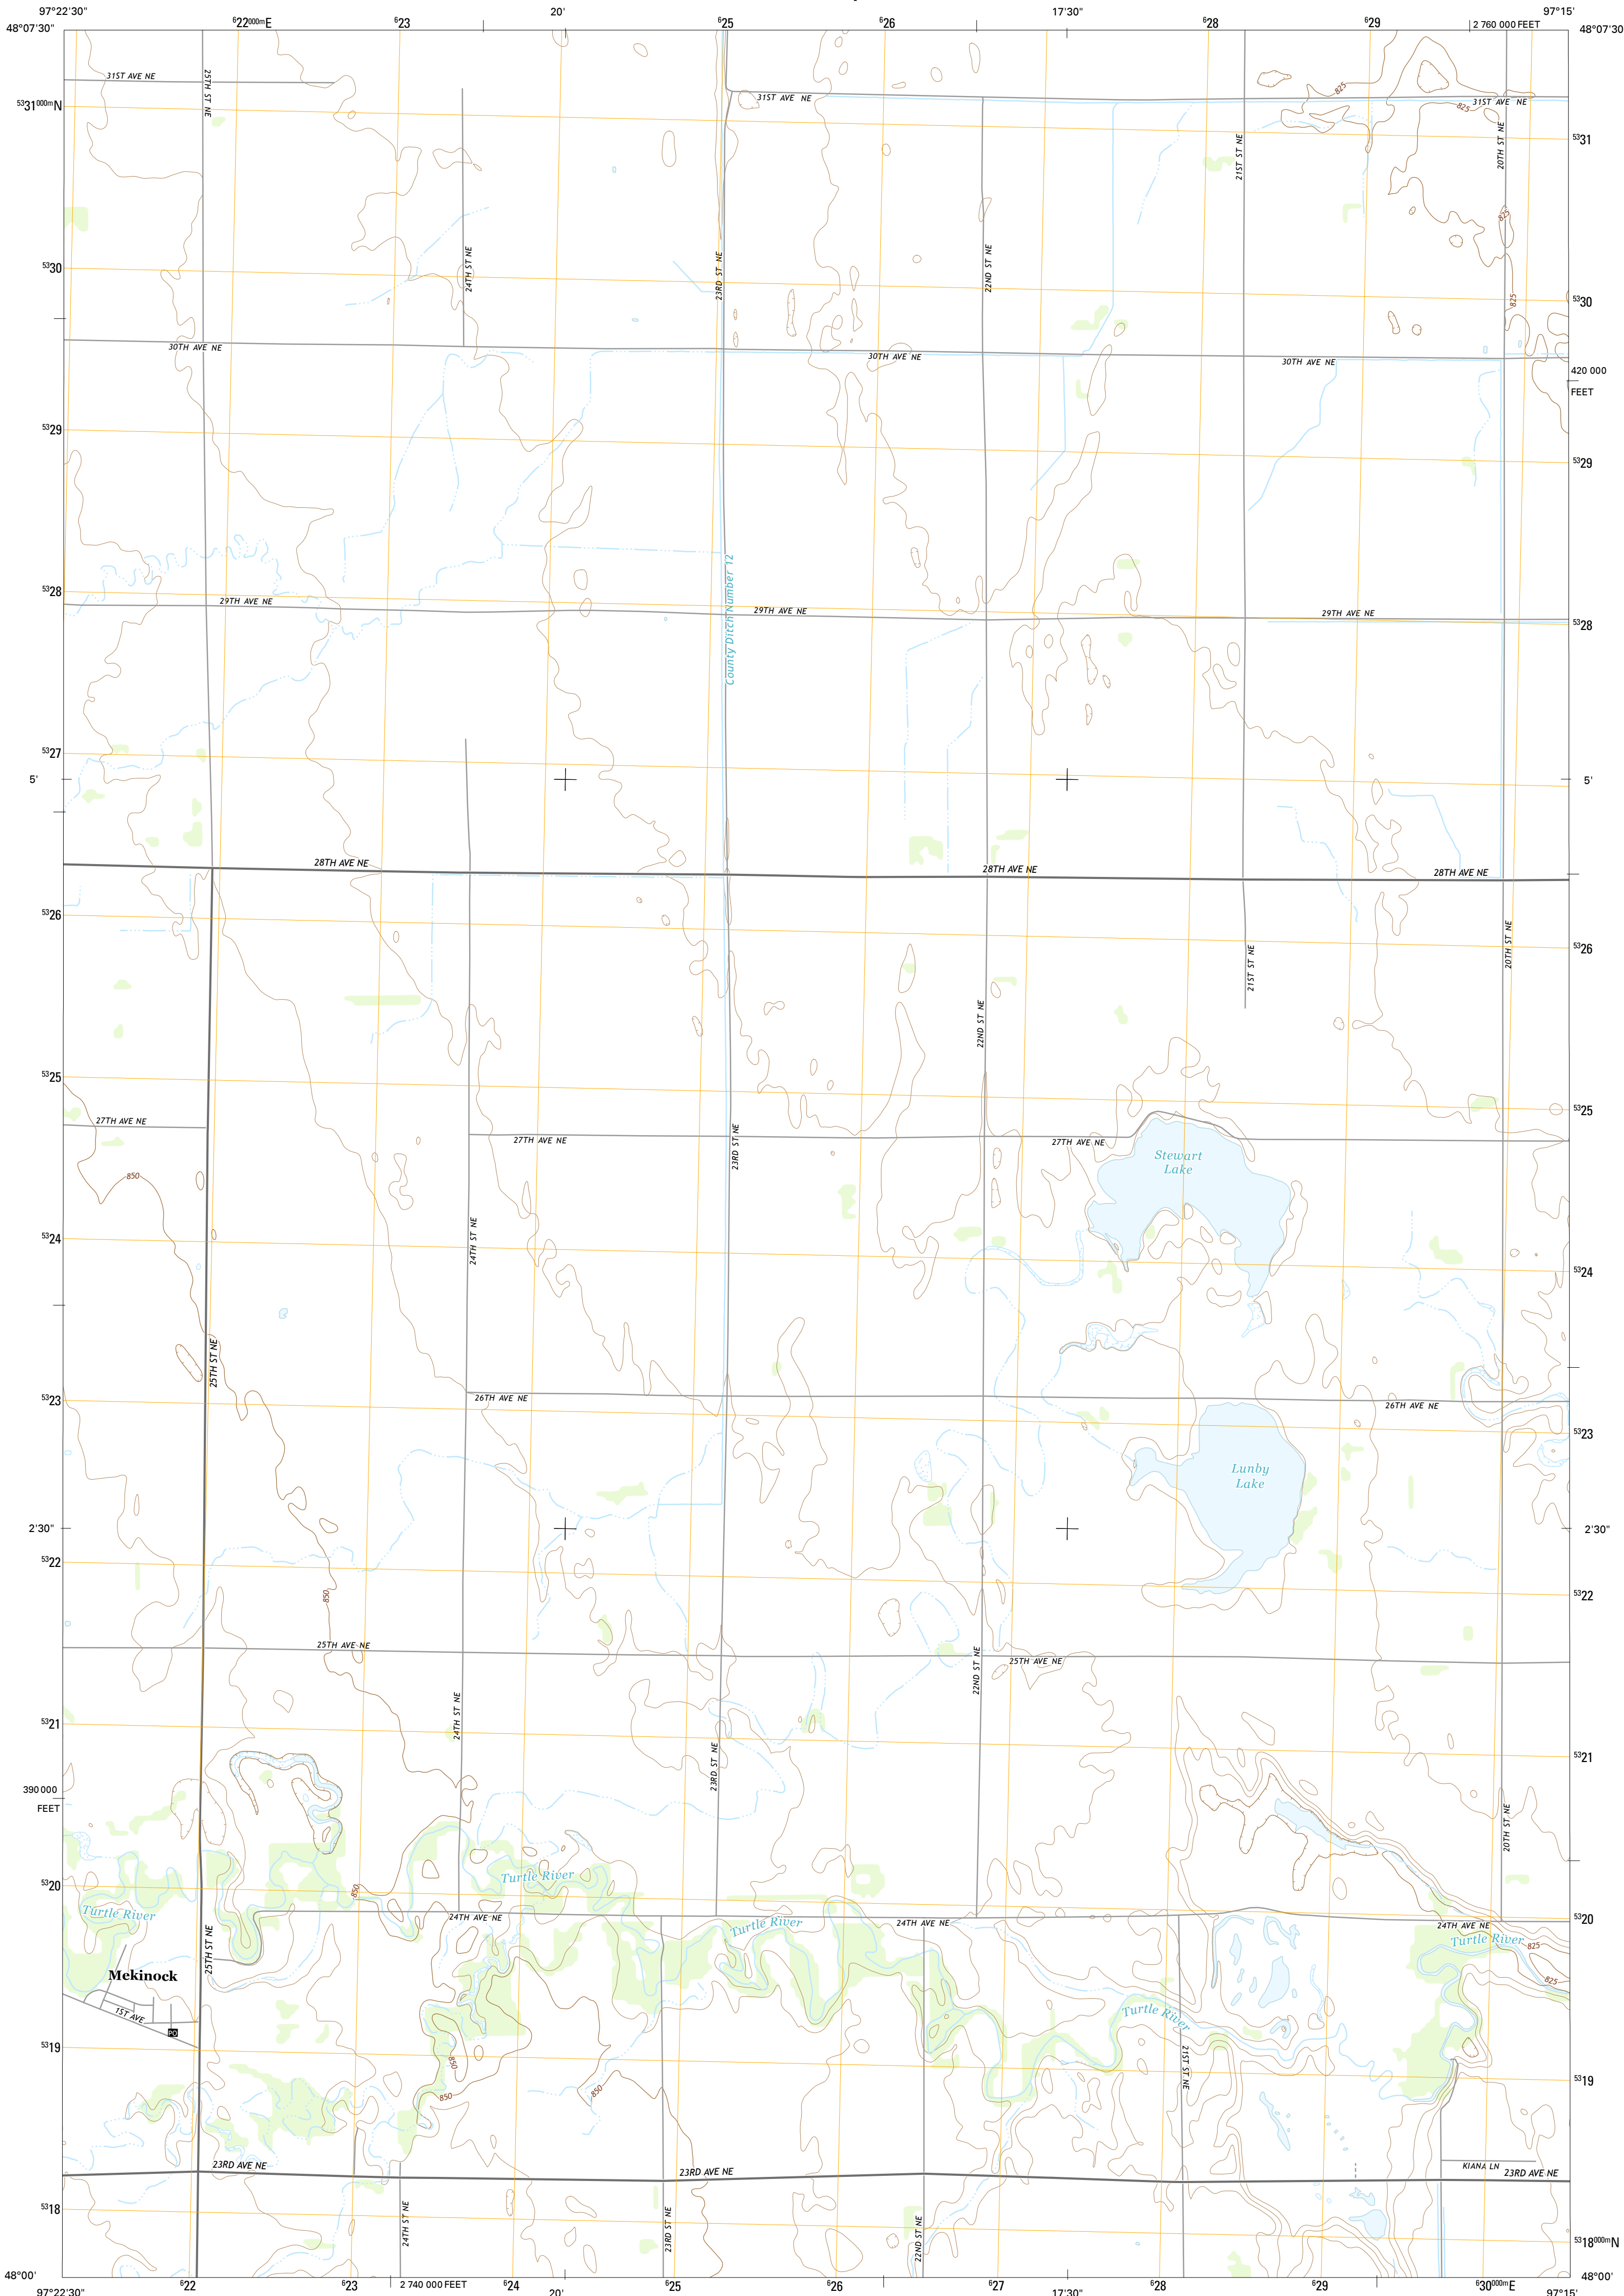 97°22'30" 20' 17'30" 97°15'
48°07'30" 622000mE 623 625 626 628 629 2 760 000 FEET 48°07'30
31ST AVE NE 25TH ST NE 31ST AVE NE 825 825 31ST AVE NE
5331000mN 5331
21ST ST NE 20TH ST NE
825
5330 24TH ST NE 23RD ST NE 22ND ST NE 825 5330
30TH AVE NE 30TH AVE NE 30TH AVE NE
420 000
FEET
5329 5329
County Ditch Number 12
5328 29TH AVE NE 29TH AVE NE 29TH AVE NE 5328
5327
5' 5'
28TH AVE NE 28TH AVE NE 28TH AVE NE
5326 21ST ST NE 20TH ST NE 5326
22ND ST NE
5325 5325
27TH AVE NE 27TH AVE NE 23RD ST NE 27TH AVE NE
Stewart
Lake
850
5324 24TH ST NE 5324
25TH ST NE
5323 26TH AVE NE 26TH AVE NE 5323
Lunby
Lake
2'30" 2'30"
5322 850 5322
25TH AVE NE 22ND ST NE 25TH AVE NE
5321 24TH ST NE 23RD ST NE 5321
390 000
FEET
20TH ST NE
5320 850 Turtle River
Turtle River 24TH AVE NE Turtle River 24TH AVE NE 24TH AVE NE 5320
25TH ST NE Turtle River 825
Mekinock 825
1ST AVE Turtle River
PO
5319 850 21ST ST NE 5319
850 850
23RD AVE NE 23RD AVE NE KIANA LN 23RD AVE NE
5318 24TH ST NE 23RD ST NE 22ND ST NE 5318000mN
48°00' 622 623 2 740 000 FEET 624 625 626 627 628 629 630000mE 48°00'
97°22'30" 20' 17'30" 97°15'